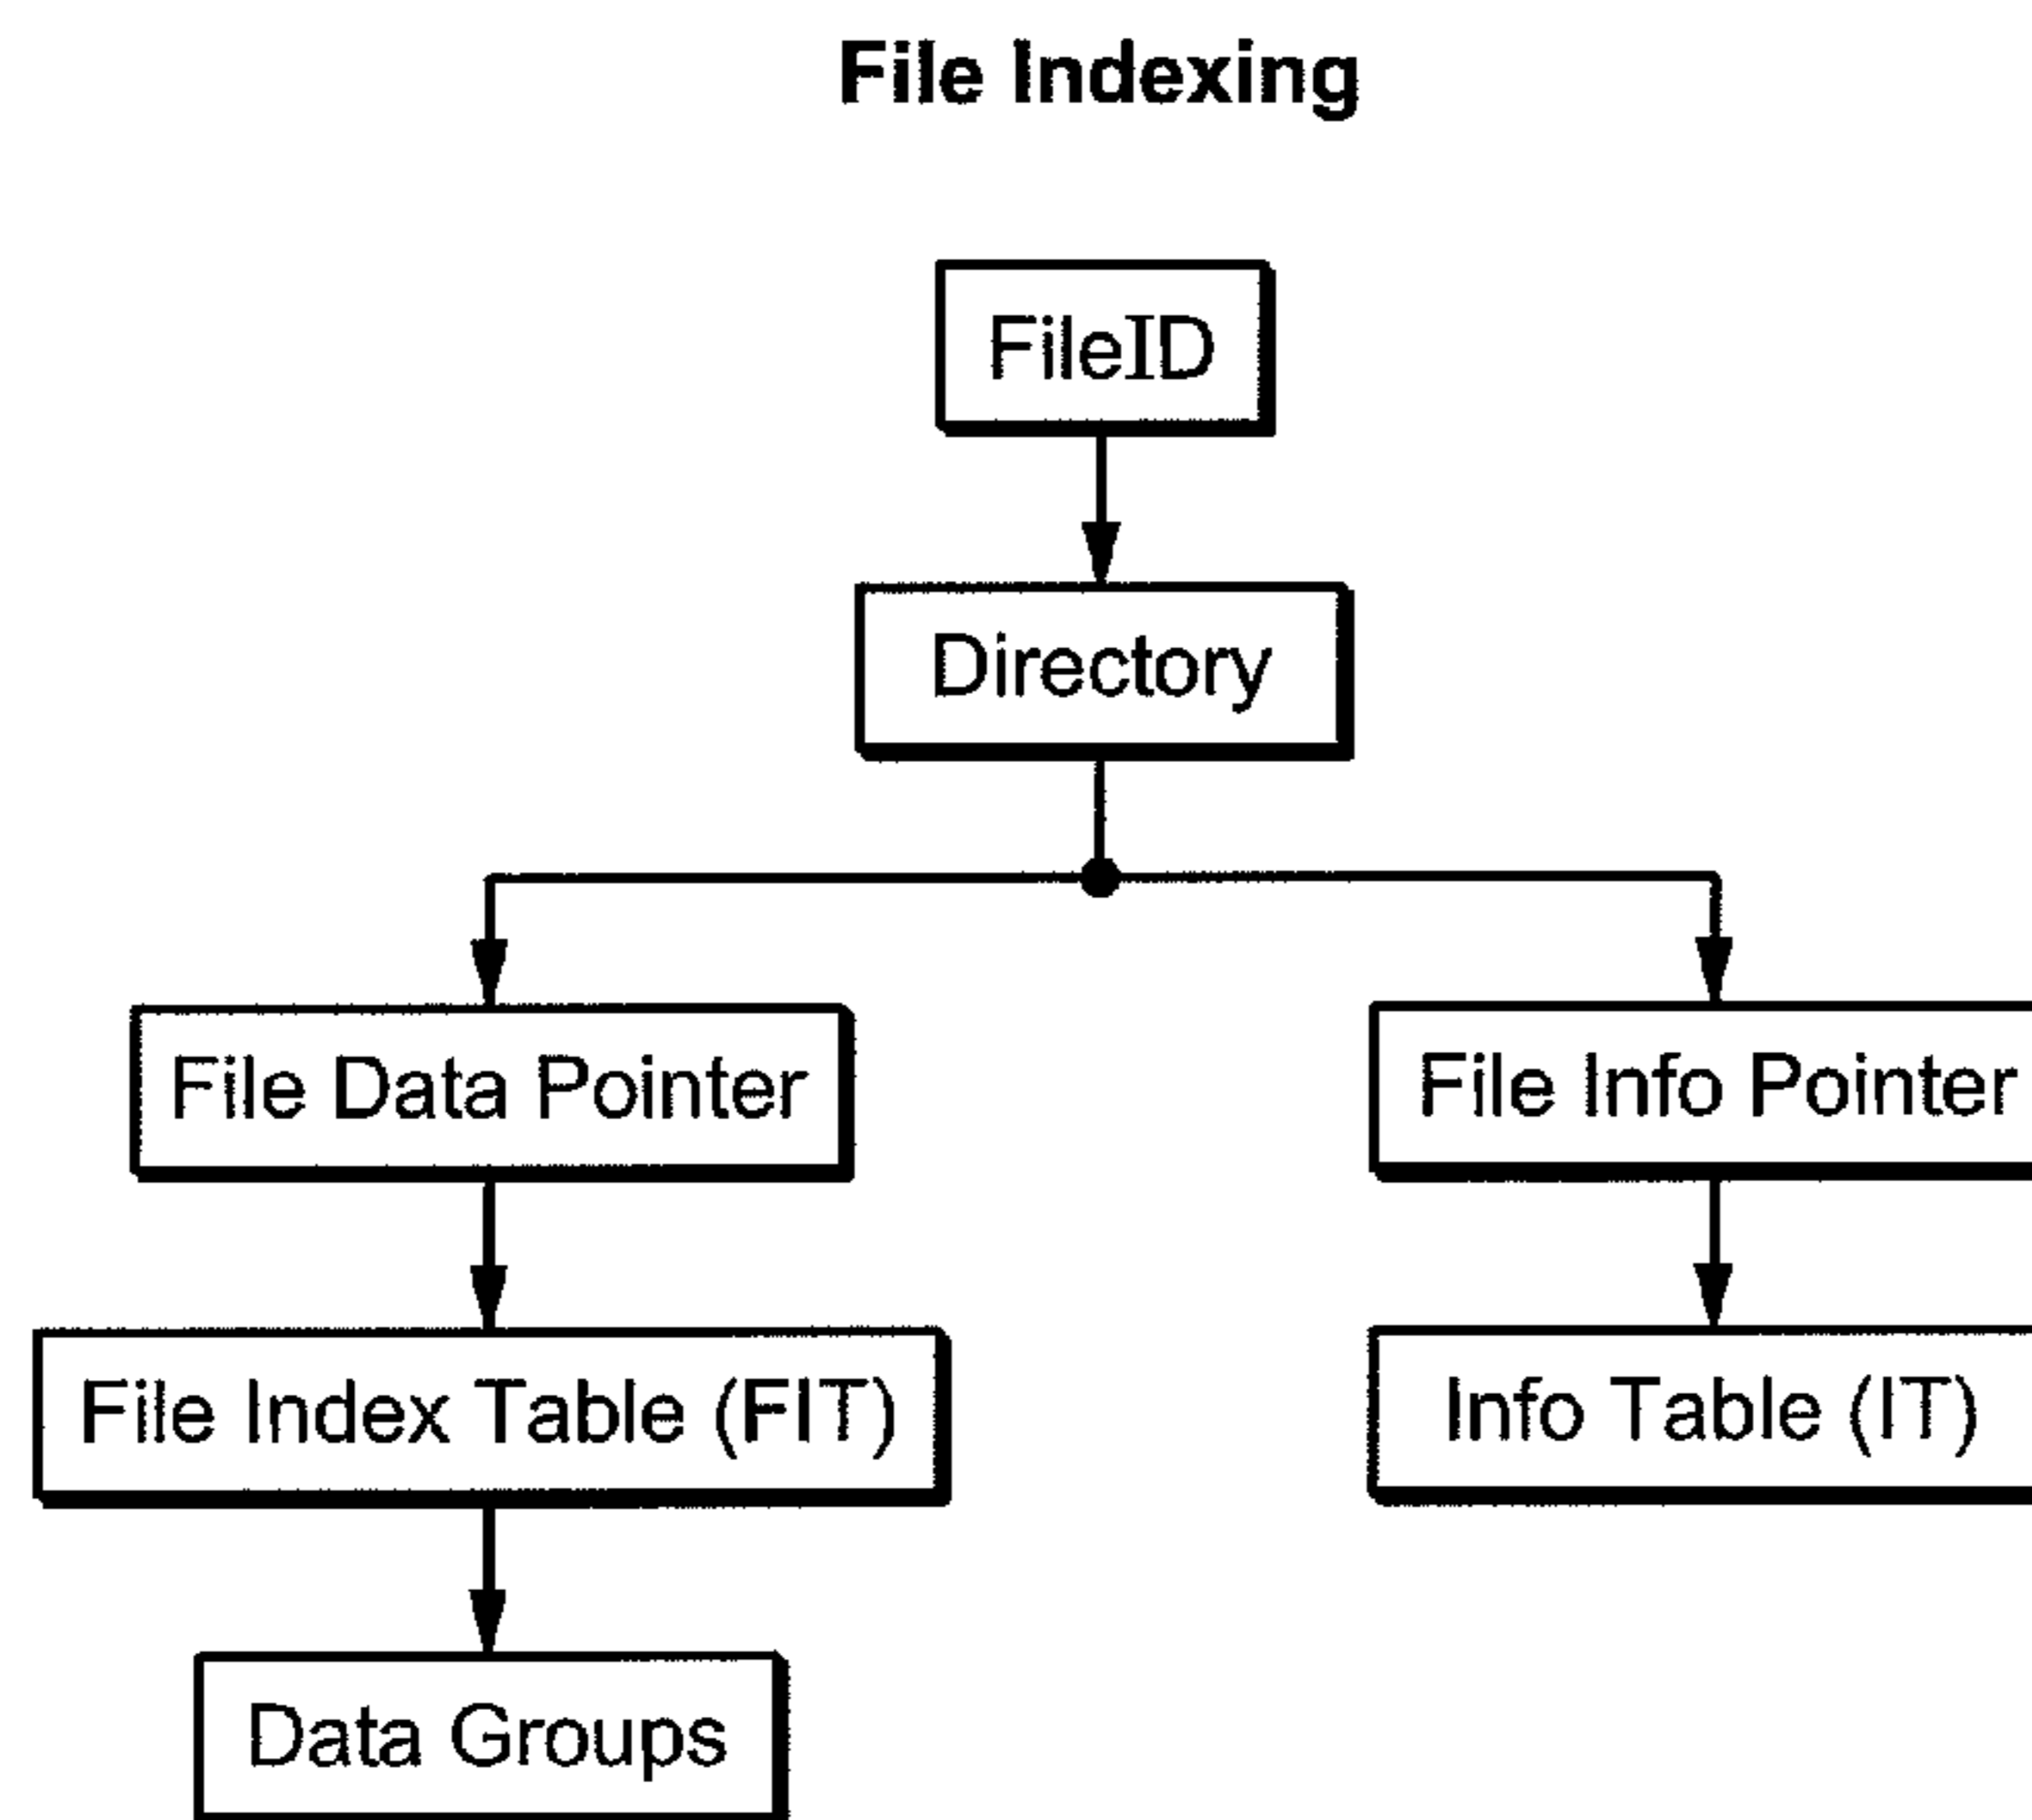 File Indexing
FileID
Directory
File Data Pointer
File Info Pointer
File Index Table (FIT)
Info Table (IT)
Data Groups